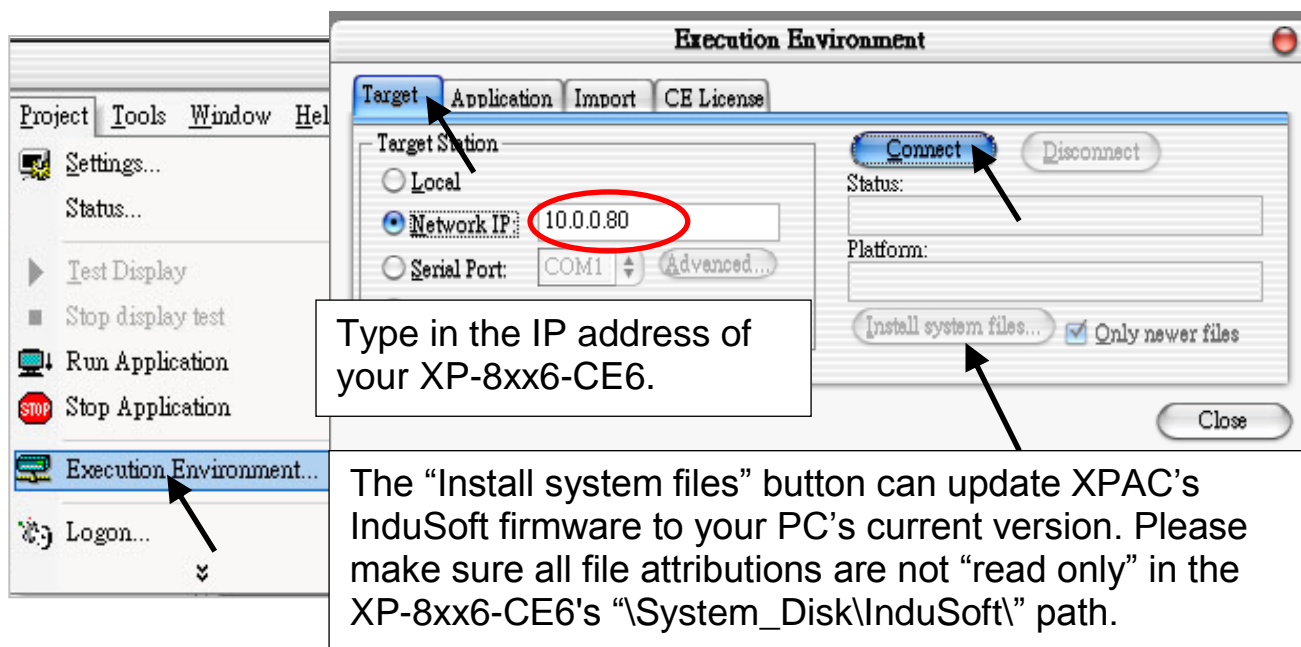 Project Tools Window Hel
Settings...
Status...
Test Display
Stop display test
Run Application
STOP Stop Application
Execution Environment...
Logon...
Execution Environment
Target Application Import CE License
Target Station
Local
Network IP: 10.0.0.80
Serial Port: COM1 Advanced...
Connect Disconnect
Status:
Platform:
Install system files... Only newer files
Close
Type in the IP address of
your XP-8xx6-CE6.
The “Install system files” button can update XPAC’s
InduSoft firmware to your PC’s current version. Please
make sure all file attributions are not “read only” in the
XP-8xx6-CE6's “\System_Disk\InduSoft\” path.